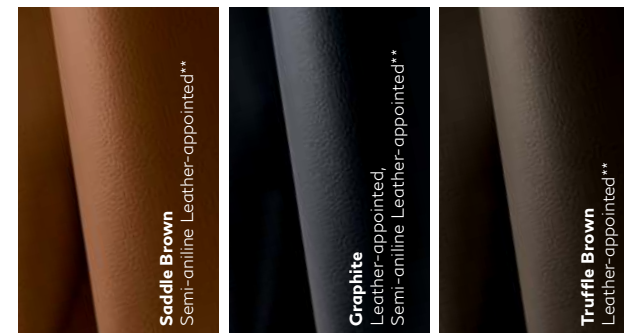 Saddle Brown
Semi-aniline Leather-appointed**
Graphite
Leather-appointed,
Semi-aniline Leather-appointed**
Truffle Brown
Leather-appointed**